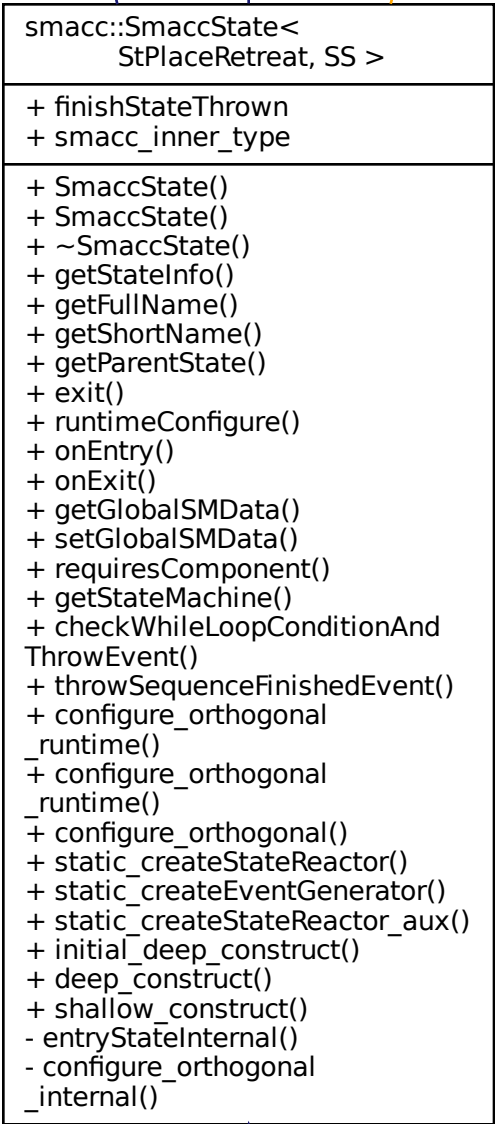 smacc::SmaccState<
StPlaceRetreat, SS >
+ finishStateThrown
+ smacc_inner_type
+ SmaccState()
+ SmaccState()
+ ~SmaccState()
+ getStateInfo()
+ getFullName()
+ getShortName()
+ getParentState()
+ exit()
+ runtimeConfigure()
+ onEntry()
+ onExit()
+ getGlobalSMData()
+ setGlobalSMData()
+ requiresComponent()
+ getStateMachine()
+ checkWhileLoopConditionAnd
ThrowEvent()
+ throwSequenceFinishedEvent()
+ configure_orthogonal
_runtime()
+ configure_orthogonal
_runtime()
+ configure_orthogonal()
+ static_createStateReactor()
+ static_createEventGenerator()
+ static_createStateReactor_aux()
+ initial_deep_construct()
+ deep_construct()
+ shallow_construct()
- entryStateInternal()
- configure_orthogonal
_internal()